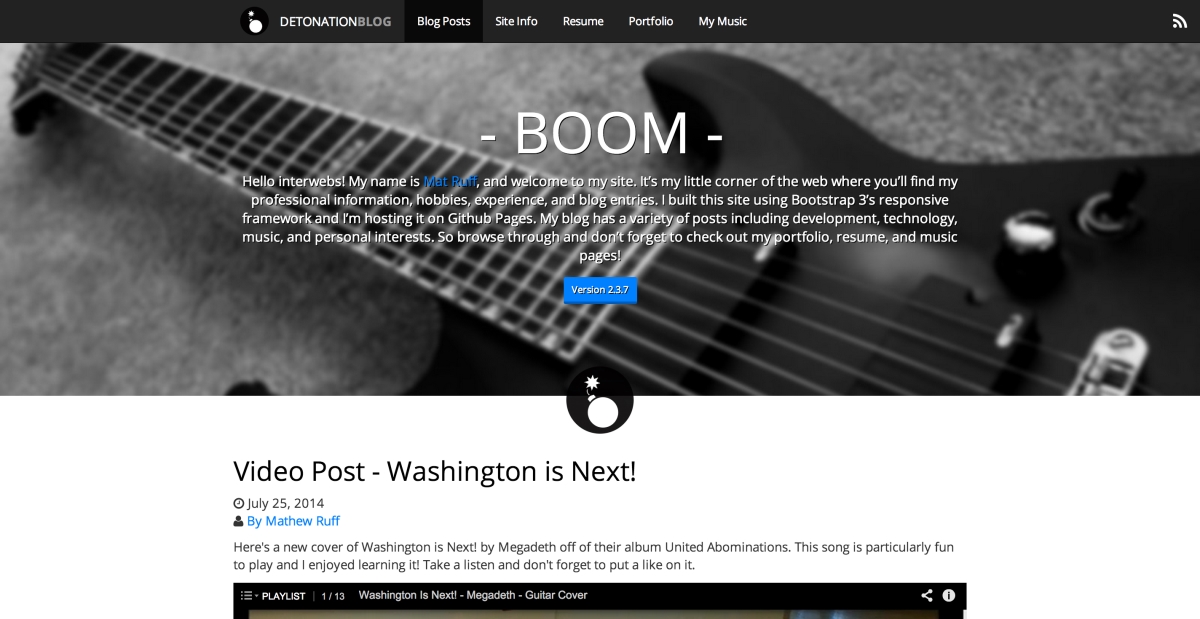 DETONATIONBLOG Blog Posts Site Info Resume Portfolio My Music
- BOOM -
Hello interwebs! My name is Mat Ruff, and welcome to my site. It's my little corner of the web where you'll find my
professional information, hobbies, experience, and blog entries. I built this site using Bootstrap 3's responsive
framework and I'm hosting it on Github Pages. My blog has a variety of posts including development, technology,
music, and personal interests. So browse through and don't forget to check out my portfolio, resume, and music
pages!
Version 2.3.7
Video Post - Washington is Next!
July 25, 2014
By Mathew Ruff
Here's a new cover of Washington is Next! by Megadeth off of their album United Abominations. This song is particularly fun
to play and I enjoyed learning it! Take a listen and don't forget to put a like on it.
PLAYLIST | 1 / 13 Washington Is Next! - Megadeth - Guitar Cover